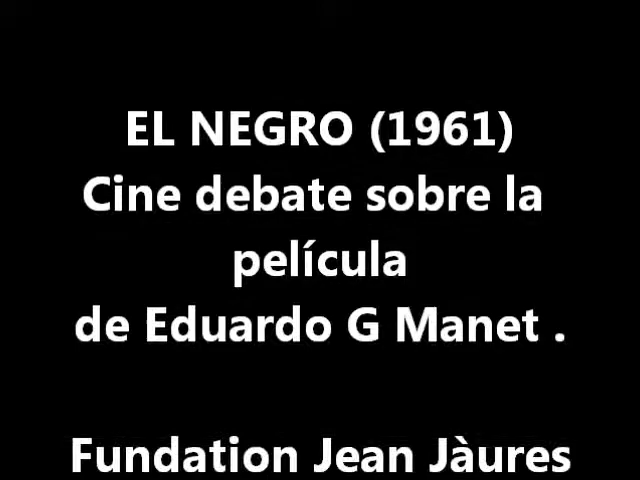 EL NEGRO (1961)
Cine debate sobre la
película
de Eduardo G Manet .
Fundation Jean Jàures